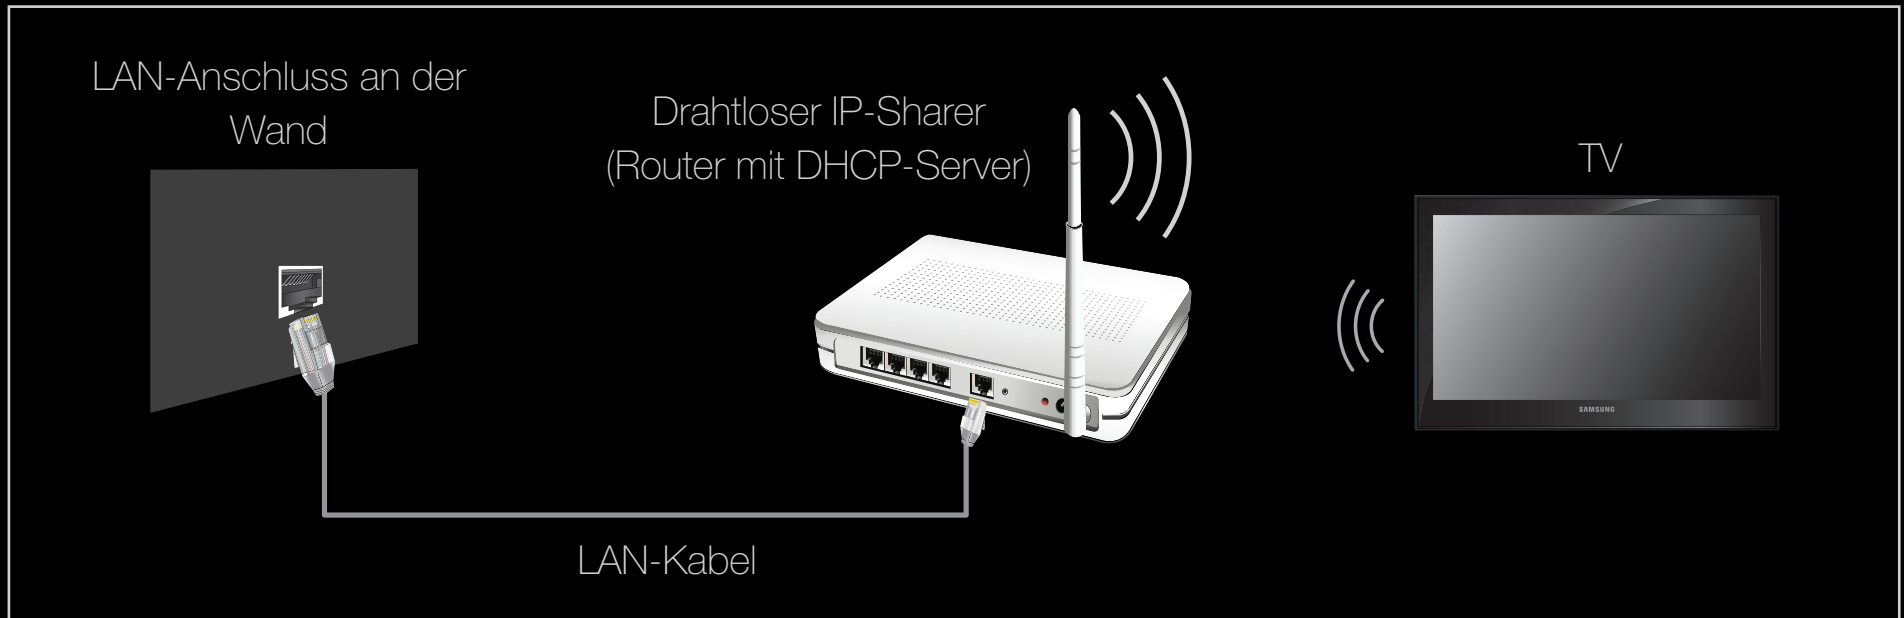 LAN-Anschluss an der
Wand
Drahtloser IP-Sharer
(Router mit DHCP-Server)
TV
SAMSUNG
LAN-Kabel